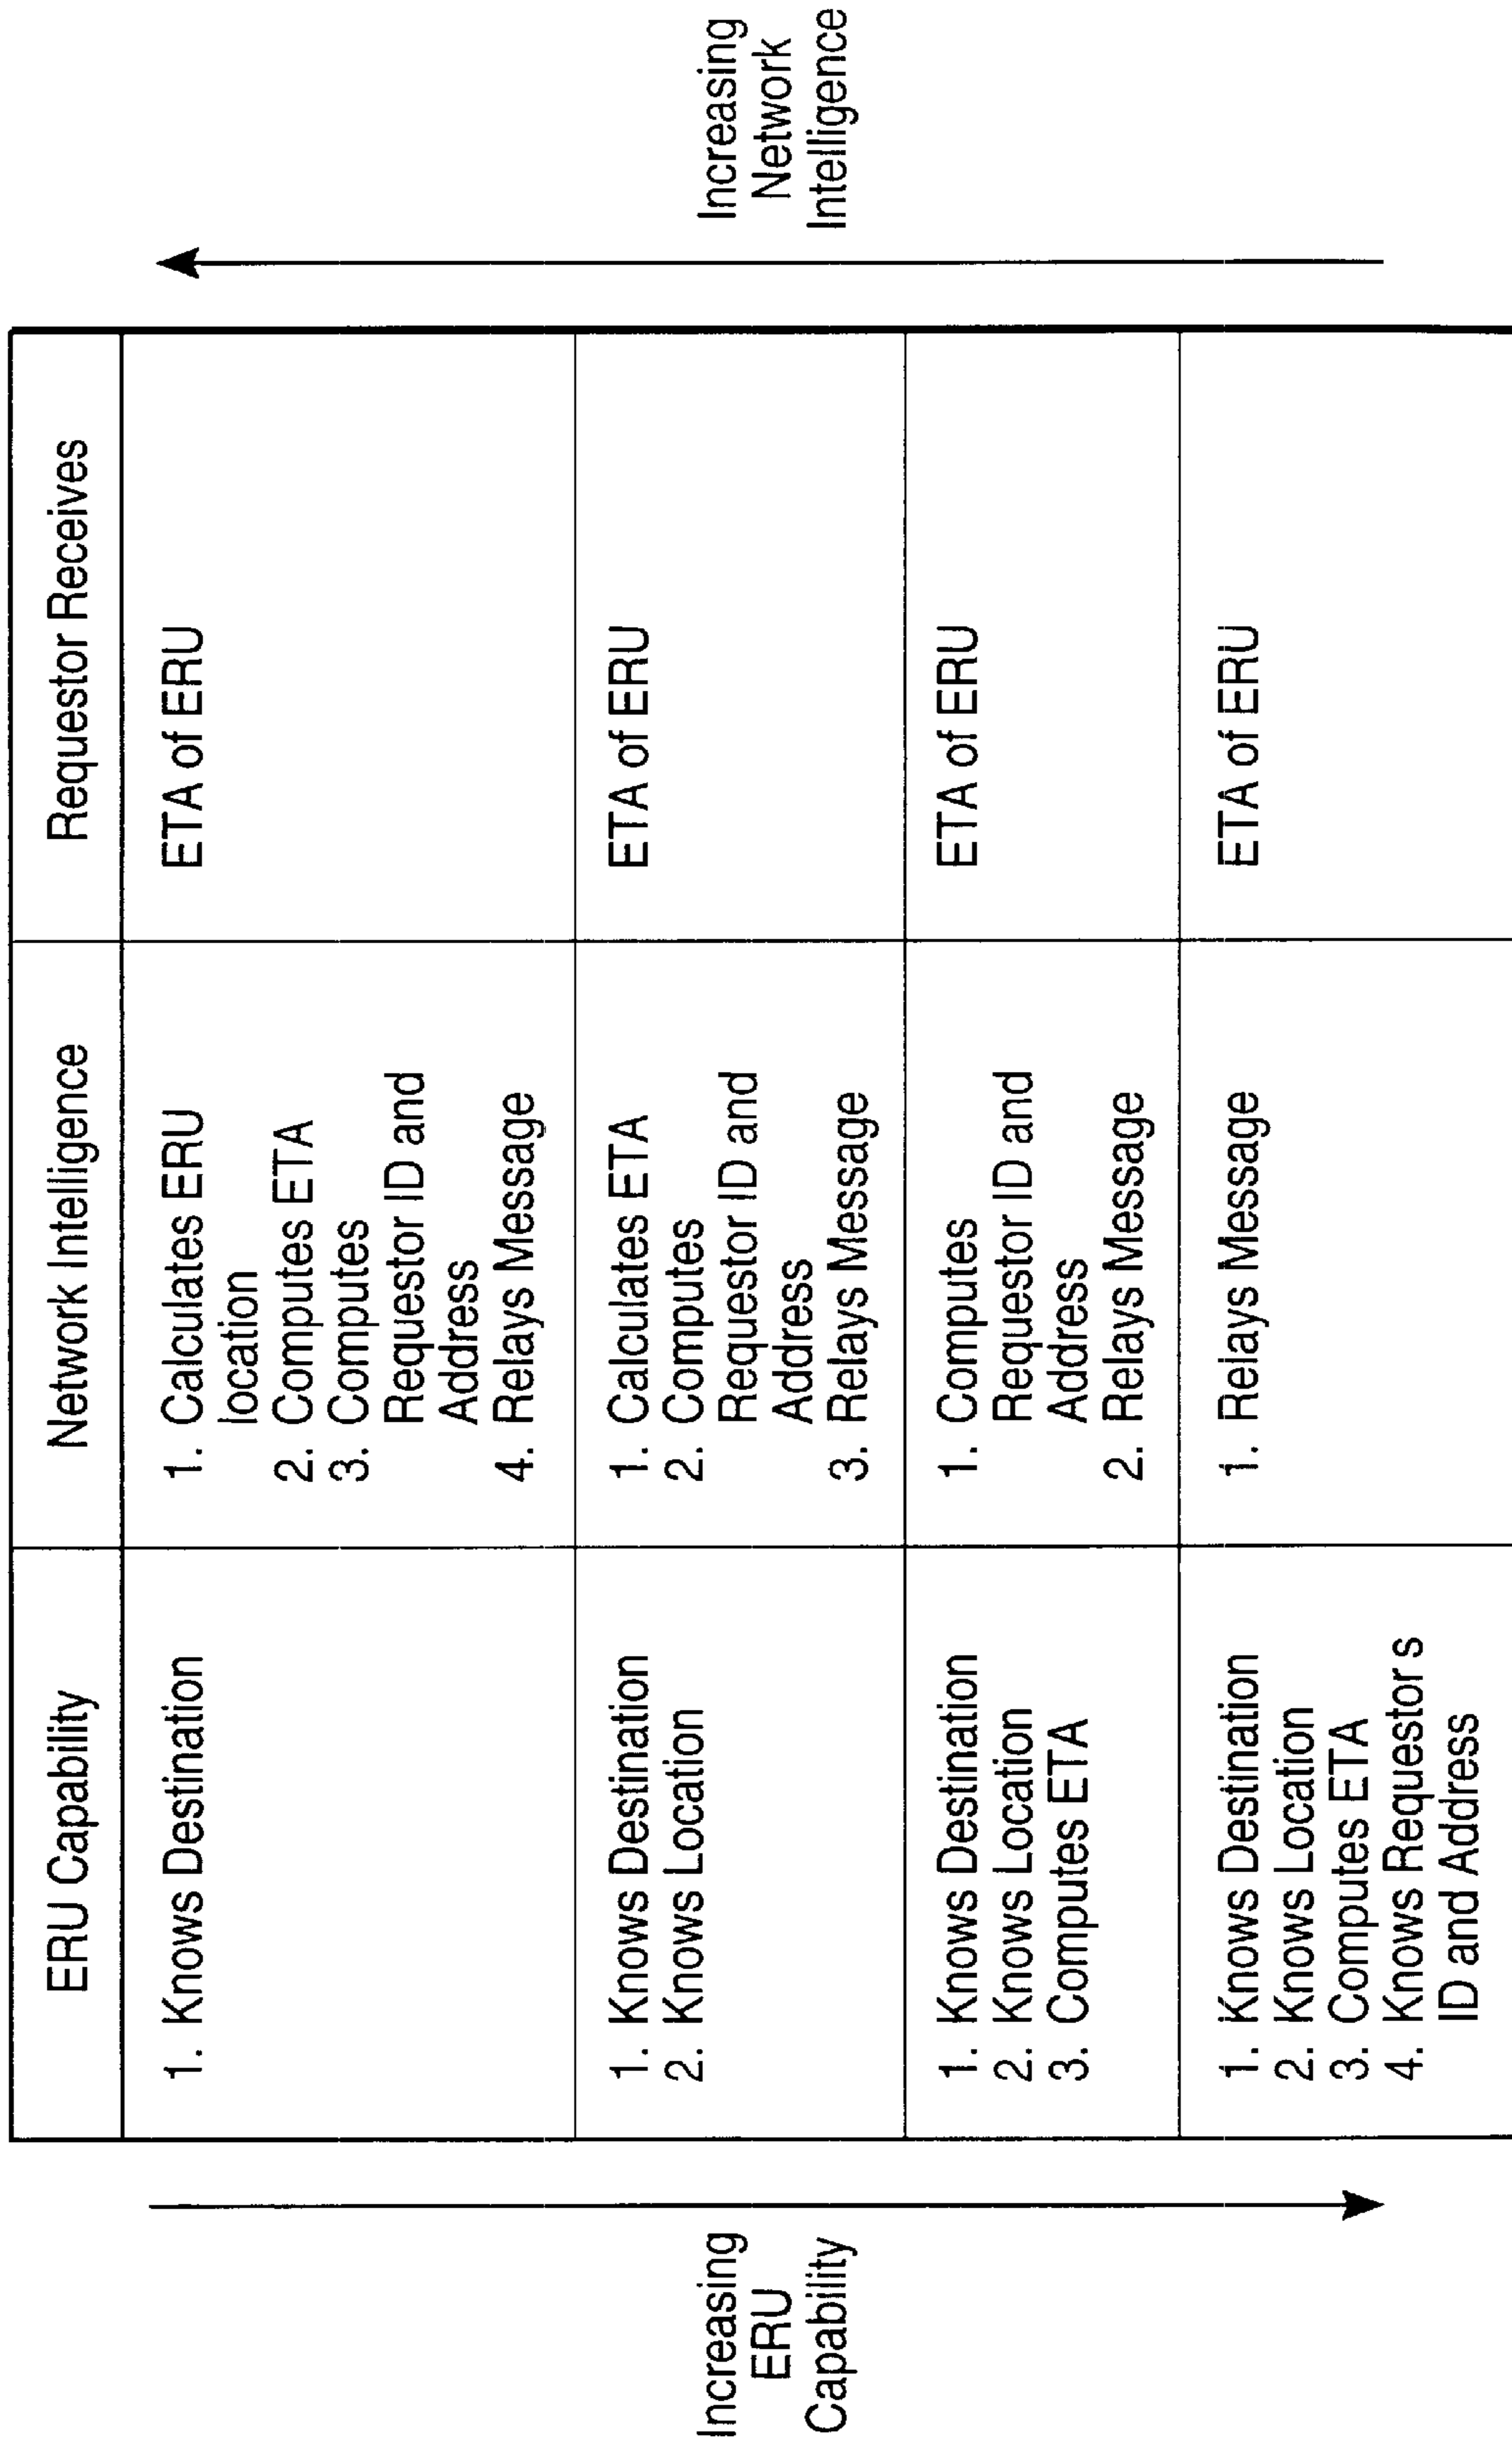 Increasing
ERU
Capability
ERU Capability
Network Intelligence
Requestor Receives
1. Knows Destination
1. Calculates ERU
location
2. Computes ETA
3. Computes
Requestor ID and
Address
4. Relays Message
ETA of ERU
1. Knows Destination
2. Knows Location
1. Calculates ETA
2. Computes
Requestor ID and
Address
3. Relays Message
ETA of ERU
1. Knows Destination
2. Knows Location
3. Computes ETA
1. Computes
Requestor ID and
Address
2. Relays Message
ETA of ERU
1. Knows Destination
2. Knows Location
3. Computes ETA
4. Knows Requestor s
ID and Address
1. Relays Message
ETA of ERU
Increasing
Network
Intelligence